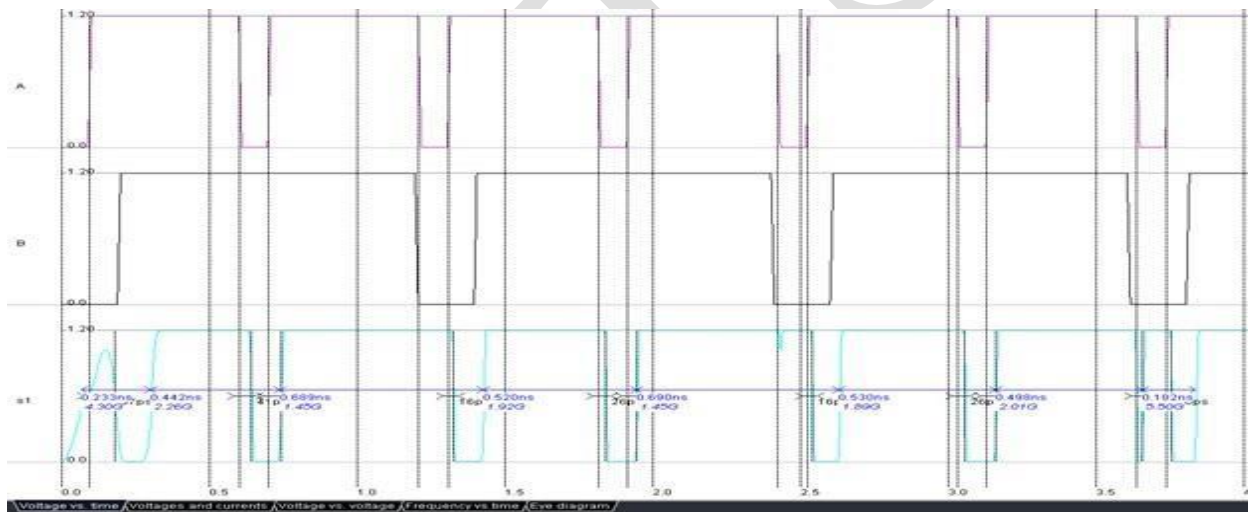 1.20
A
0.0
1.20
B
0.0
1.20
s1
0.233ns 0.442ns 0.689ns 0.520ns 0.690ns 0.530ns 0.498ns 0.182ns
4.30G 2.26G 1.45G 1.92G 1.45G 1.89G 2.01G 5.50G
0.0
0.0 0.5 1.0 1.5 2.0 2.5 3.0 3.5 4
Voltage vs. time Voltages and currents Voltage vs. voltage Frequency vs time Eye diagram